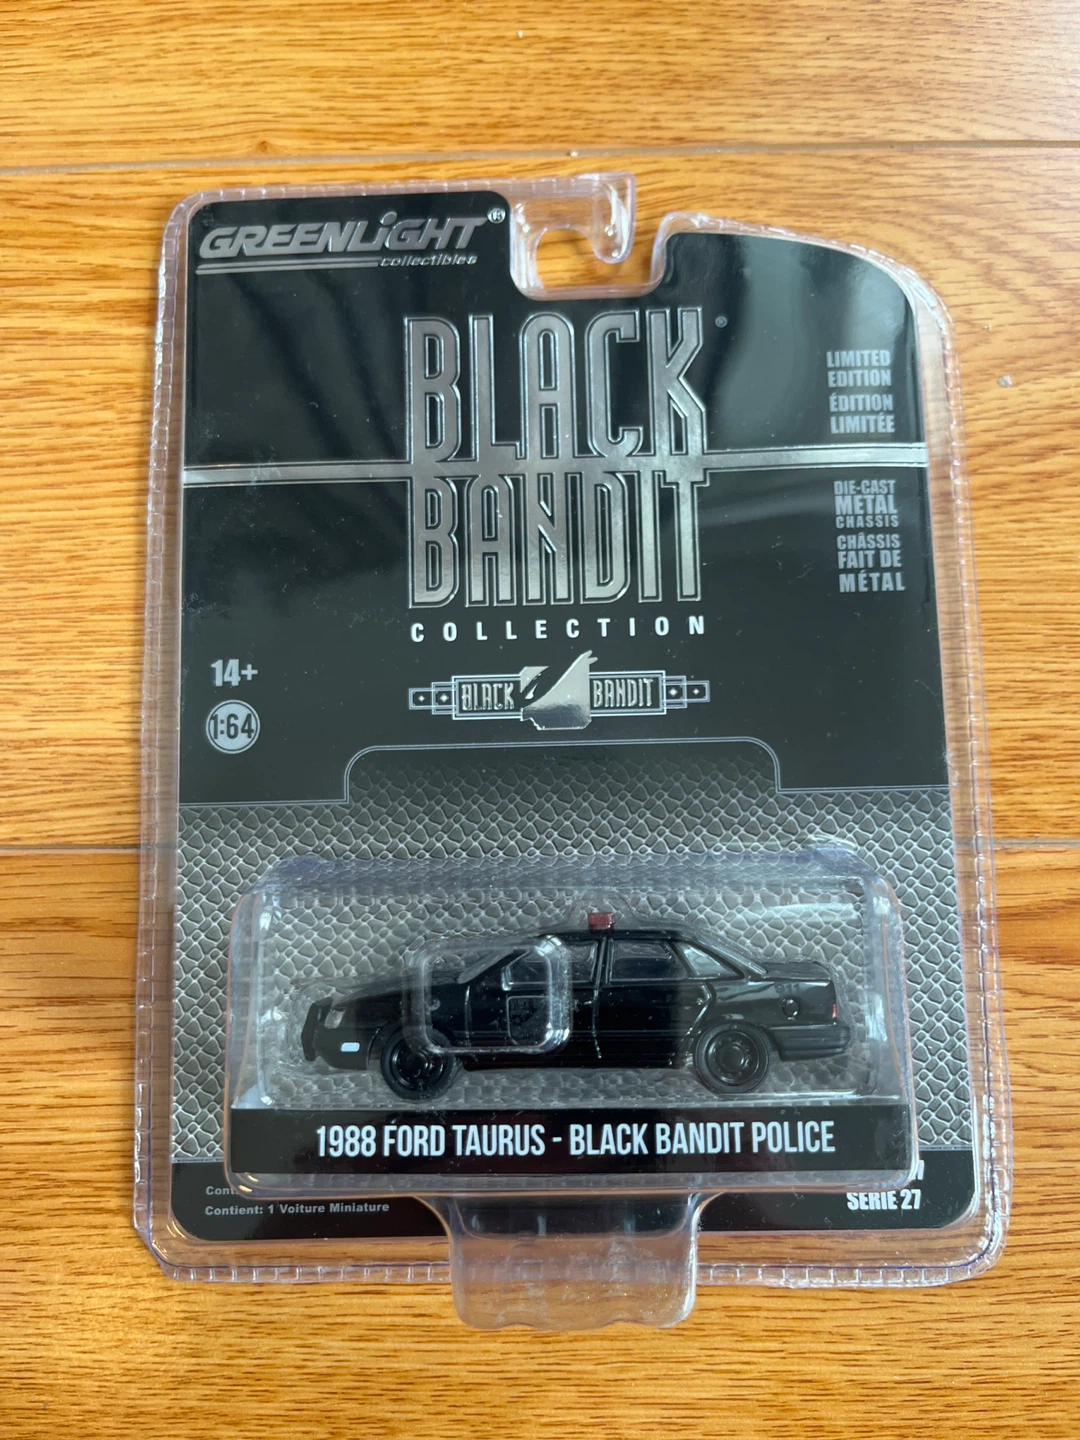 GREENLiGHT®
collectibles
BLACK®
BANDIT
COLLECTION
BLACK BANDIT
LIMITED
EDITION
ÉDITION
LIMITÉE
DIE-CAST
METAL
CHASSIS
CHÂSSIS
FAIT DE
MÉTAL
14+
1:64
1988 FORD TAURUS - BLACK BANDIT POLICE
Contient: 1 Voiture Miniature
SERIE 27